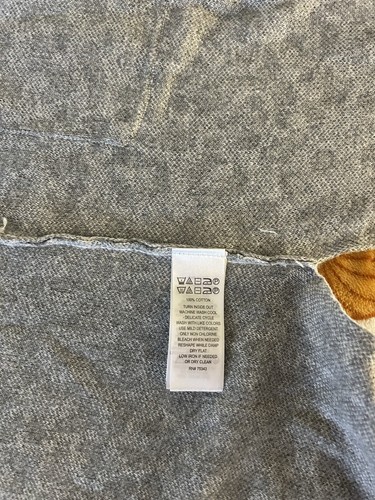 100% COTTON
TURN INSIDE OUT
MACHINE WASH COOL
DELICATE CYCLE
WASH WITH LIKE COLORS
USE MILD DETERGENT
ONLY NON CHLORINE
BLEACH WHEN NEEDED
RESHAPE WHILE DAMP
DRY FLAT
LOW IRON IF NEEDED
OR DRY CLEAN
RN#